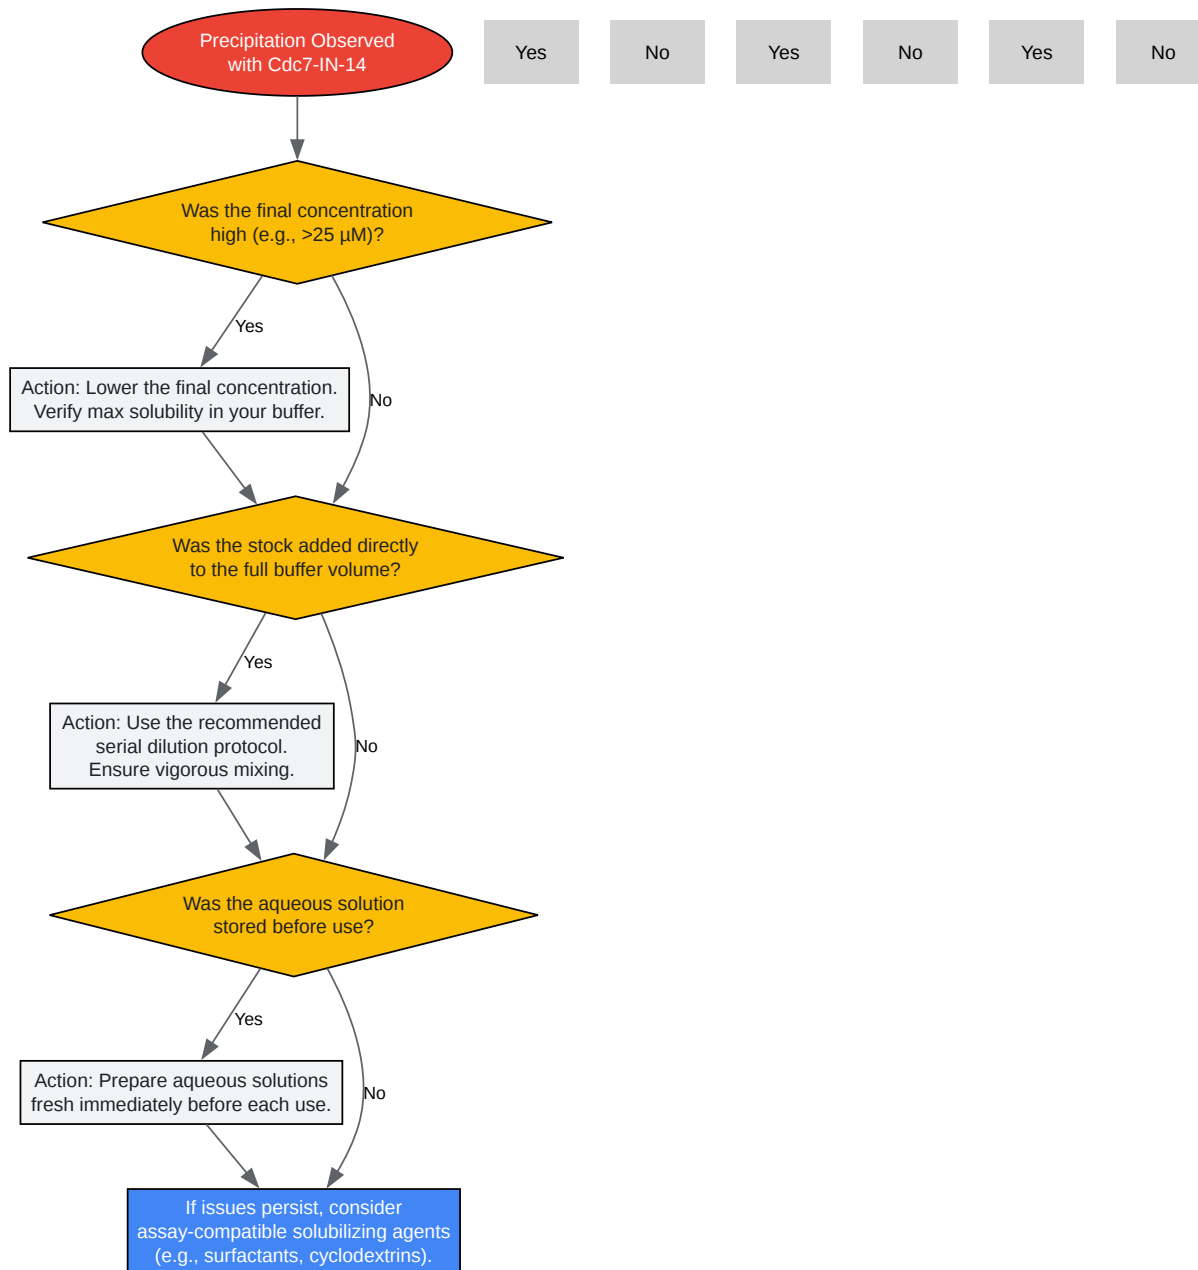 Precipitation Observed
with Cdc7-IN-14
Yes
No
Yes
No
Yes
No
Was the final concentration
high (e.g., >25 µM)?
Yes
Action: Lower the final concentration.
Verify max solubility in your buffer.
No
Was the stock added directly
to the full buffer volume?
Yes
Action: Use the recommended
serial dilution protocol.
Ensure vigorous mixing.
No
Was the aqueous solution
stored before use?
Yes
Action: Prepare aqueous solutions
fresh immediately before each use.
No
If issues persist, consider
assay-compatible solubilizing agents
(e.g., surfactants, cyclodextrins).